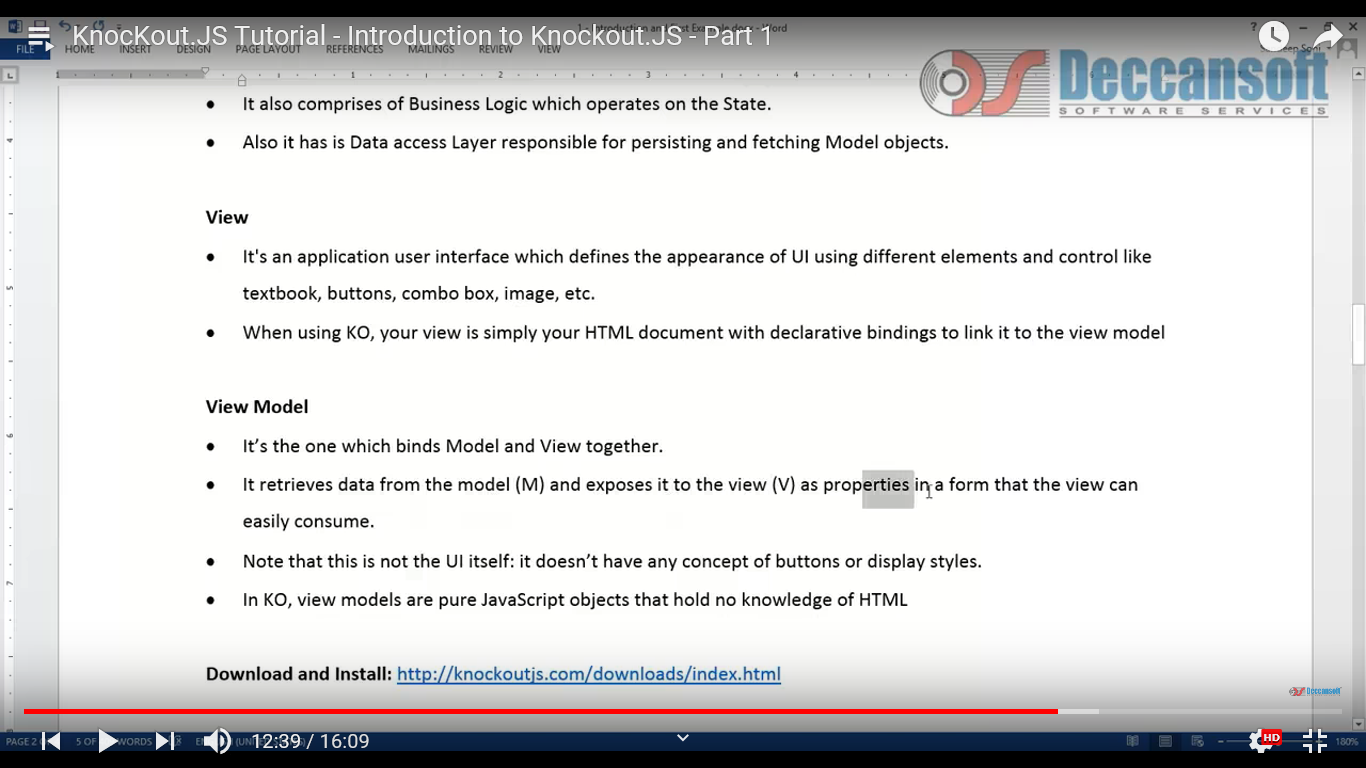 KnocKout.JS Tutorial - Introduction to Knockout.JS - Part 1
FILE HOME INSERT DESIGN PAGE LAYOUT REFERENCES MAILINGS REVIEW VIEW
Deccansoft
SOFTWARE SERVICES
• It also comprises of Business Logic which operates on the State.
• Also it has is Data access Layer responsible for persisting and fetching Model objects.
View
• It's an application user interface which defines the appearance of UI using different elements and control like
textbook, buttons, combo box, image, etc.
• When using KO, your view is simply your HTML document with declarative bindings to link it to the view model
View Model
• It’s the one which binds Model and View together.
• It retrieves data from the model (M) and exposes it to the view (V) as properties in a form that the view can
easily consume.
• Note that this is not the UI itself: it doesn’t have any concept of buttons or display styles.
• In KO, view models are pure JavaScript objects that hold no knowledge of HTML
Download and Install: http://knockoutjs.com/downloads/index.html
Deccansoft
PAGE 2 5 OF WORDS
12:39 / 16:09
HD
180%